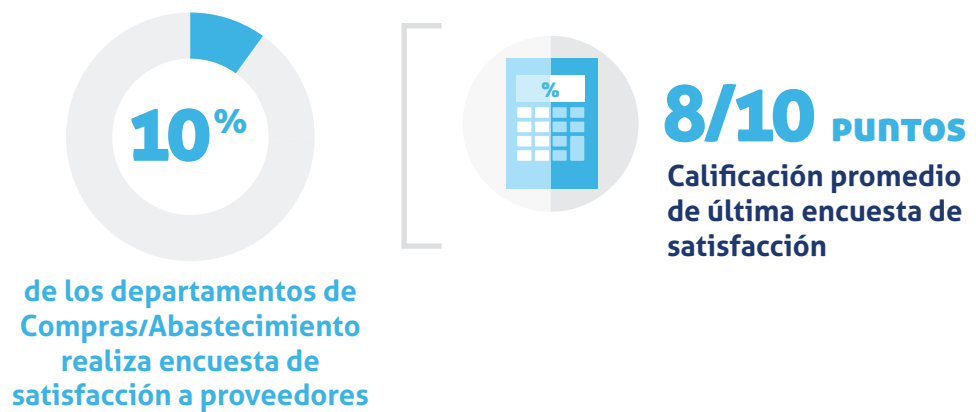 10%
de los departamentos de
Compras/Abastecimiento
realiza encuesta de
satisfacción a proveedores
%
8/10 PUNTOS
Calificación promedio
de última encuesta de
satisfacción